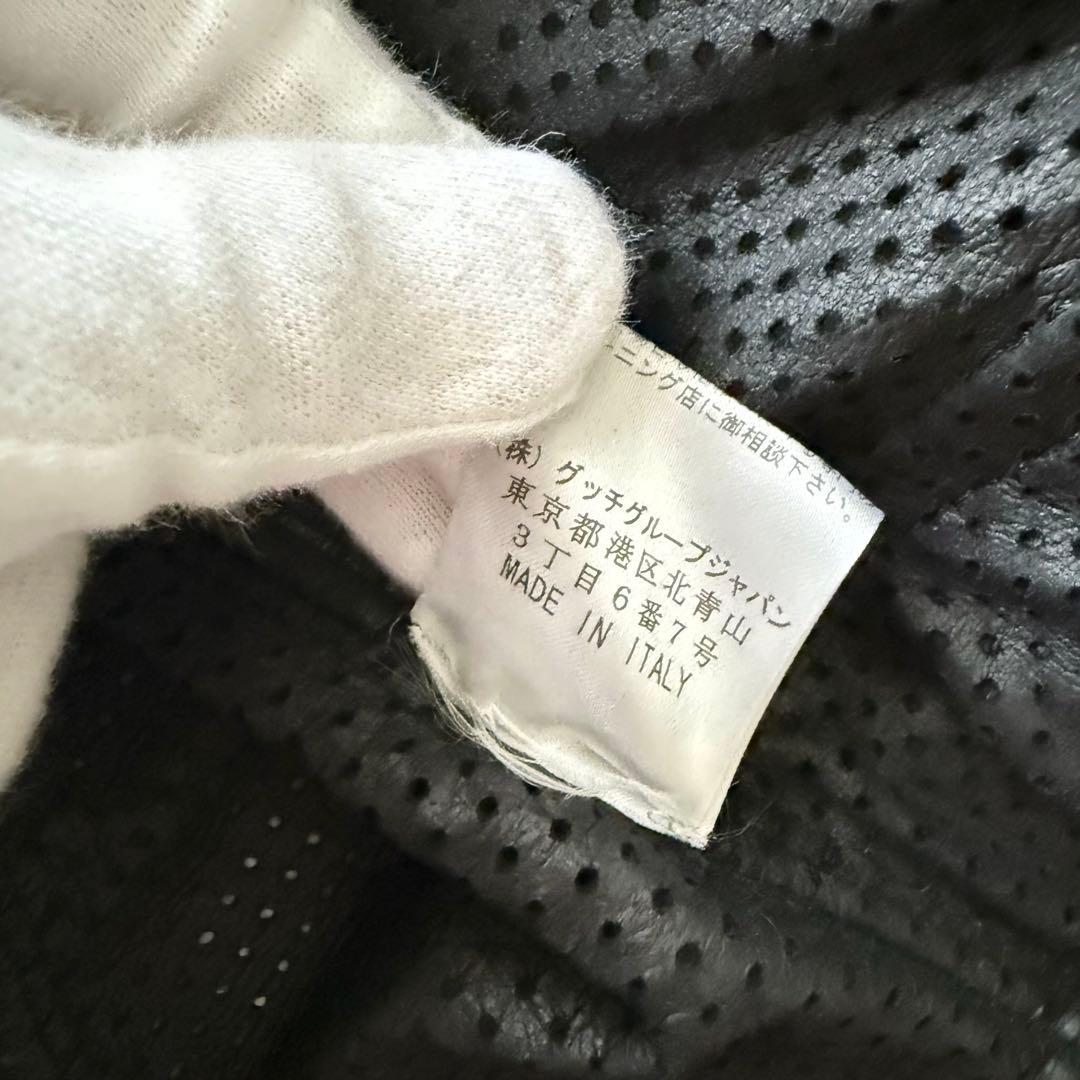 ニング店に御相談下さい。
(株) グッチグループジャパン
東京都港区北青山
3丁目6番7号
MADE IN ITALY